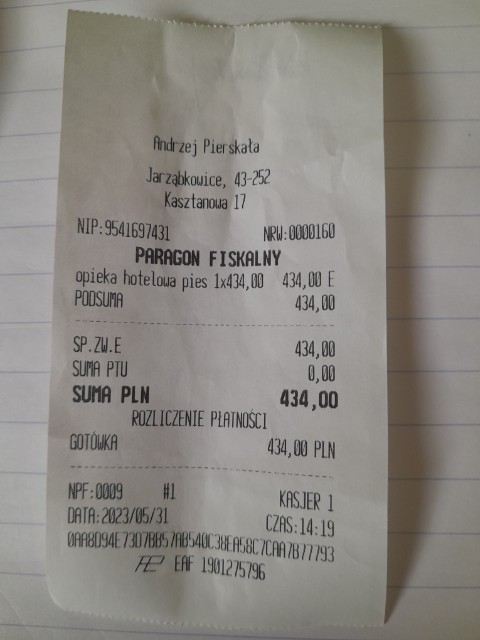 Andrzej Pierskała
Jarząbkowice, 43-252
Kasztanowa 17
NIP:9541697431 NRW:0000160
PARAGON FISKALNY
opieka hotelowa pies 1x434,00 434,00 E
PODSUMA 434,00
SP.ZW.E 434,00
SUMA PTU 0,00
SUMA PLN 434,00
ROZLICZENIE PŁATNOŚCI
GOTÓWKA 434,00 PLN
NPF:0009 #1 KASJER 1
DATA:2023/05/31 CZAS:14:19
0AA8D94E73D7BB57AB540C38EA58C7CAA7B77793
EAF 1901275796